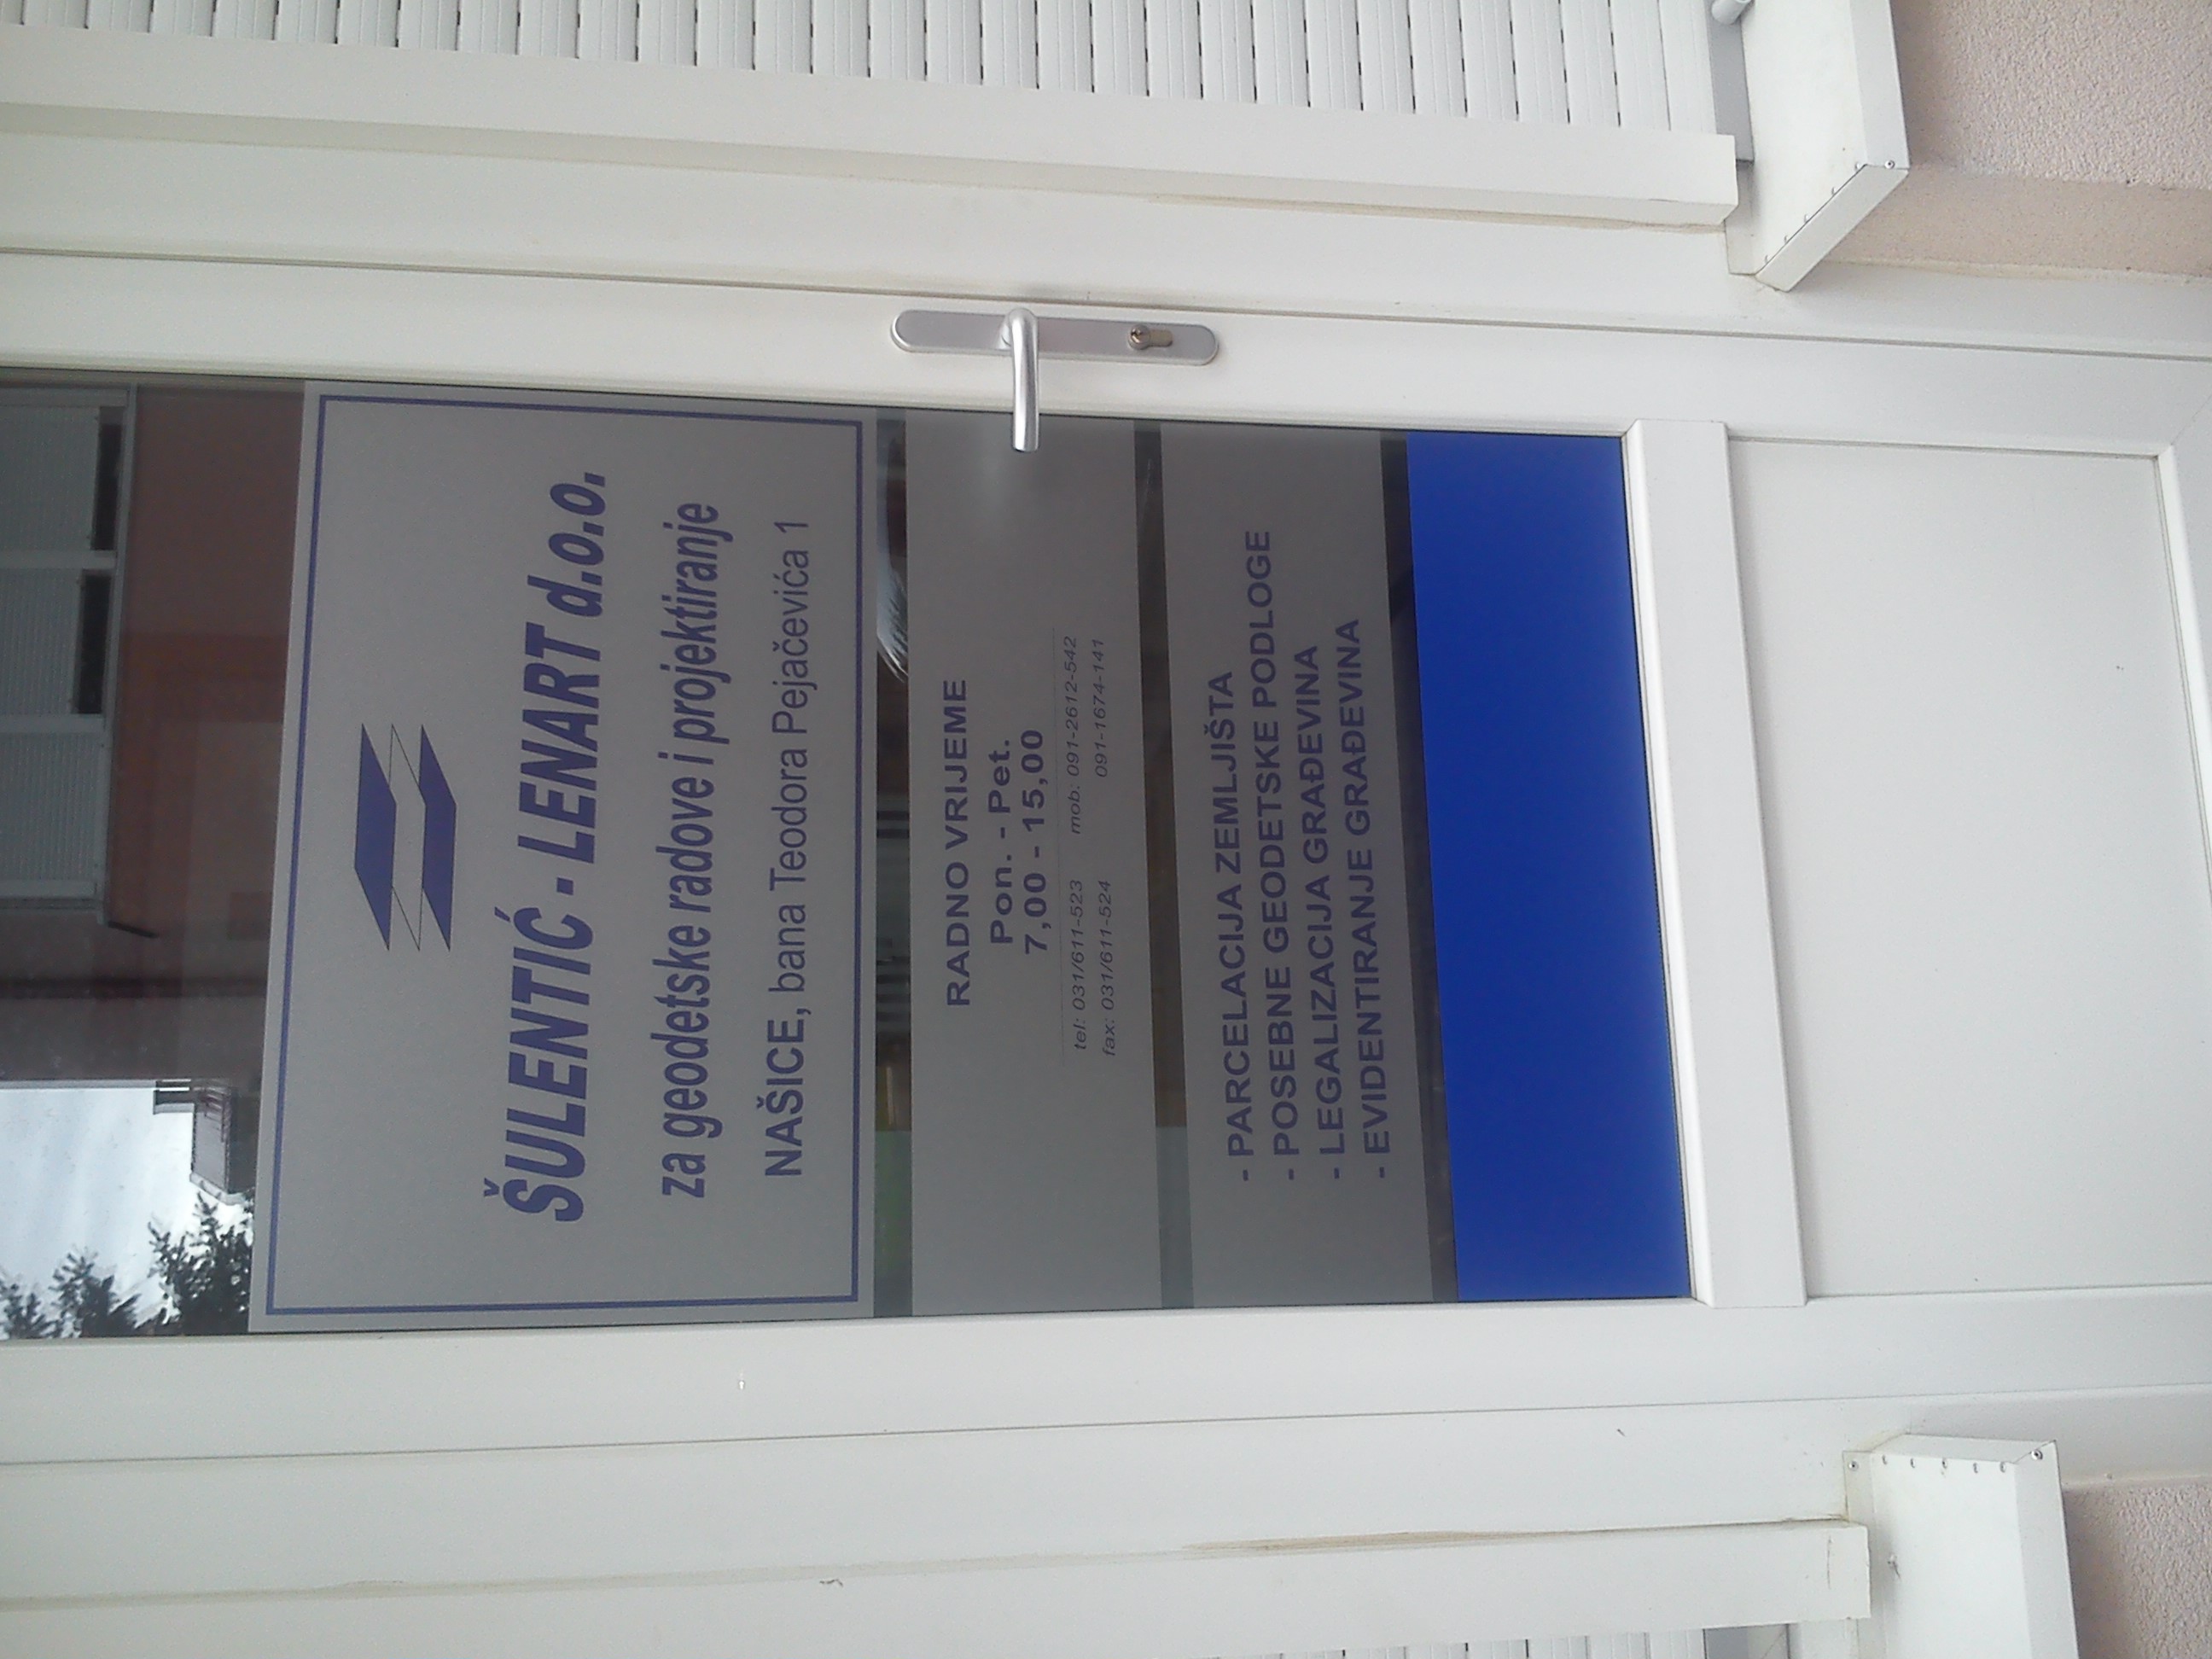 ŠULENTIĆ - LENART d.o.o.
za geodetske radove i projektiranje
NAŠICE, bana Teodora Pejačevića 1
RADNO VRIJEME
Pon. - Pet.
7,00 - 15,00
tel: 031/611-523 mob: 091-2612-542
fax: 031/611-524 091-1674-141
- PARCELACIJA ZEMLJIŠTA
- POSEBNE GEODETSKE PODLOGE
- LEGALIZACIJA GRAĐEVINA
- EVIDENTIRANJE GRAĐEVINA